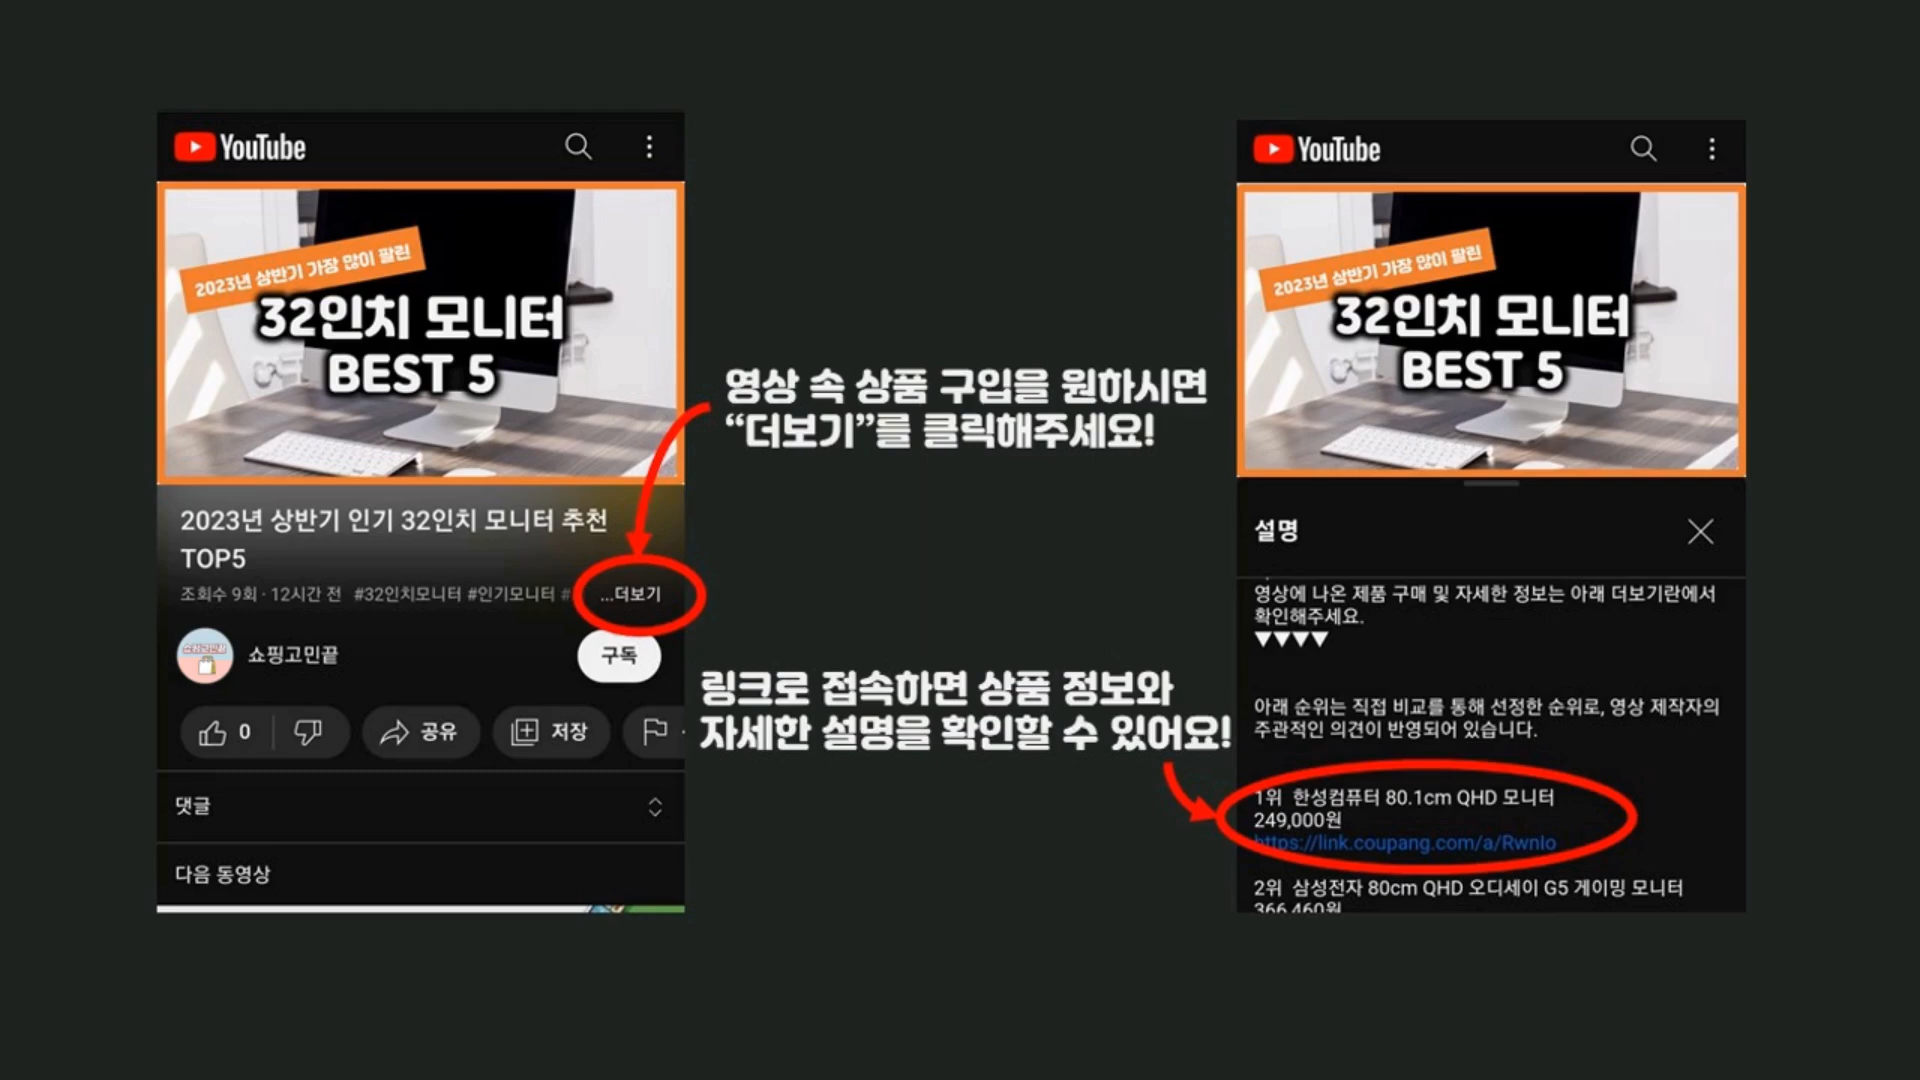 YouTube
2023년 상반기 가장 많이 팔린
32인치 모니터
BEST 5
2023년 상반기 인기 32인치 모니터 추천
TOP5
조회수 9회 · 12시간 전 #32인치모니터 #인기모니터 # ...더보기
쇼핑고민끝
쇼핑고민끝
구독
0
공유
저장
댓글
다음 동영상
영상 속 상품 구입을 원하시면
“더보기”를 클릭해주세요!
링크로 접속하면 상품 정보와
자세한 설명을 확인할 수 있어요!
YouTube
2023년 상반기 가장 많이 팔린
32인치 모니터
BEST 5
설명
영상에 나온 제품 구매 및 자세한 정보는 아래 더보기란에서
확인해주세요.
▼▼▼▼
아래 순위는 직접 비교를 통해 선정한 순위로, 영상 제작자의
주관적인 의견이 반영되어 있습니다.
1위 한성컴퓨터 80.1cm QHD 모니터
249,000원
https://link.coupang.com/a/RwnIo
2위 삼성전자 80cm QHD 오디세이 G5 게이밍 모니터
366,460원